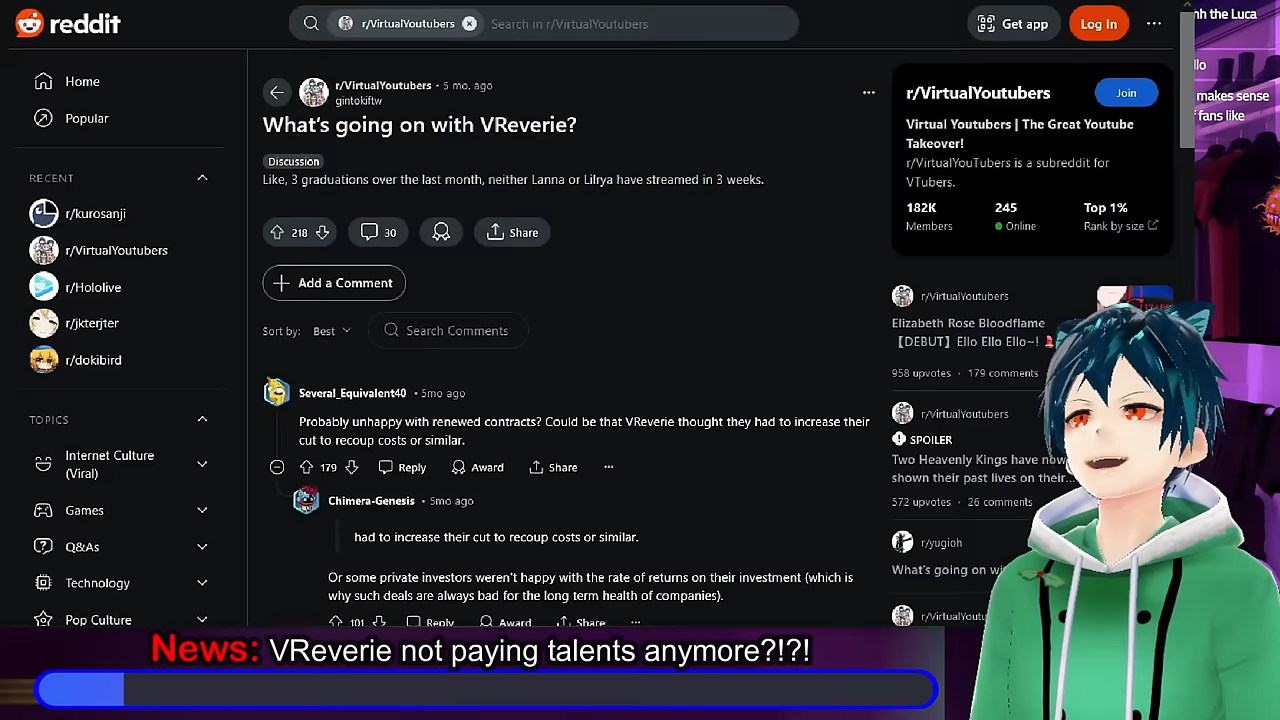 reddit
r/VirtualYoutubers
Search in r/VirtualYoutubers
Get app
Log In
nh the Luca
Home
Popular
RECENT
r/kurosanji
r/VirtualYoutubers
r/Hololive
r/jkterjter
r/dokibird
TOPICS
Internet Culture
(Viral)
Games
Q&As
Technology
Pop Culture
r/VirtualYoutubers • 5 mo. ago
gintokiftw
What's going on with VReverie?
Discussion
Like, 3 graduations over the last month, neither Lanna or Lilrya have streamed in 3 weeks.
218
30
Share
Add a Comment
Sort by: Best
Search Comments
Several_Equivalent40 • 5mo ago
Probably unhappy with renewed contracts? Could be that VReverie thought they had to increase their
cut to recoup costs or similar.
179
Reply
Award
Share
Chimera-Genesis • 5mo ago
had to increase their cut to recoup costs or similar.
Or some private investors weren't happy with the rate of returns on their investment (which is
why such deals are always bad for the long term health of companies).
101
Reply
Award
Share
r/VirtualYoutubers
Join
Virtual Youtubers | The Great Youtube
Takeover!
r/VirtualYouTubers is a subreddit for
VTubers.
182K
245
Top 1%
Members
Online
Rank by size
r/VirtualYoutubers
Elizabeth Rose Bloodflame
【DEBUT】Ello Ello Ello~!
958 upvotes · 179 comments
r/VirtualYoutubers
SPOILER
Two Heavenly Kings have now
shown their past lives on their...
572 upvotes · 26 comments
r/yugioh
What's going on wi
r/VirtualYoutu
llo
makes sense
f fans like
News: VReverie not paying talents anymore?!?!